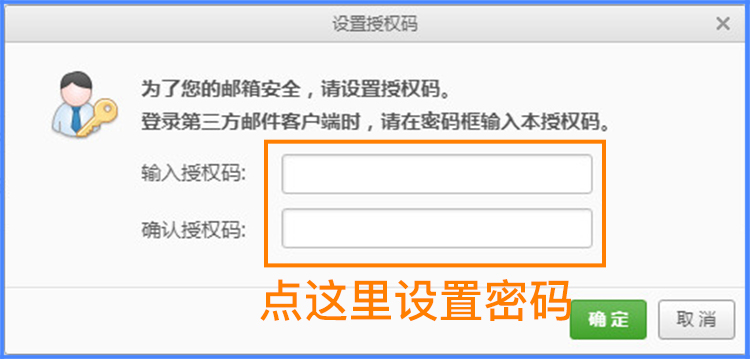 设置授权码
为了您的邮箱安全，请设置授权码。
登录第三方邮件客户端时，请在密码框输入本授权码。
输入授权码:
确认授权码:
点这里设置密码
确 定
取 消